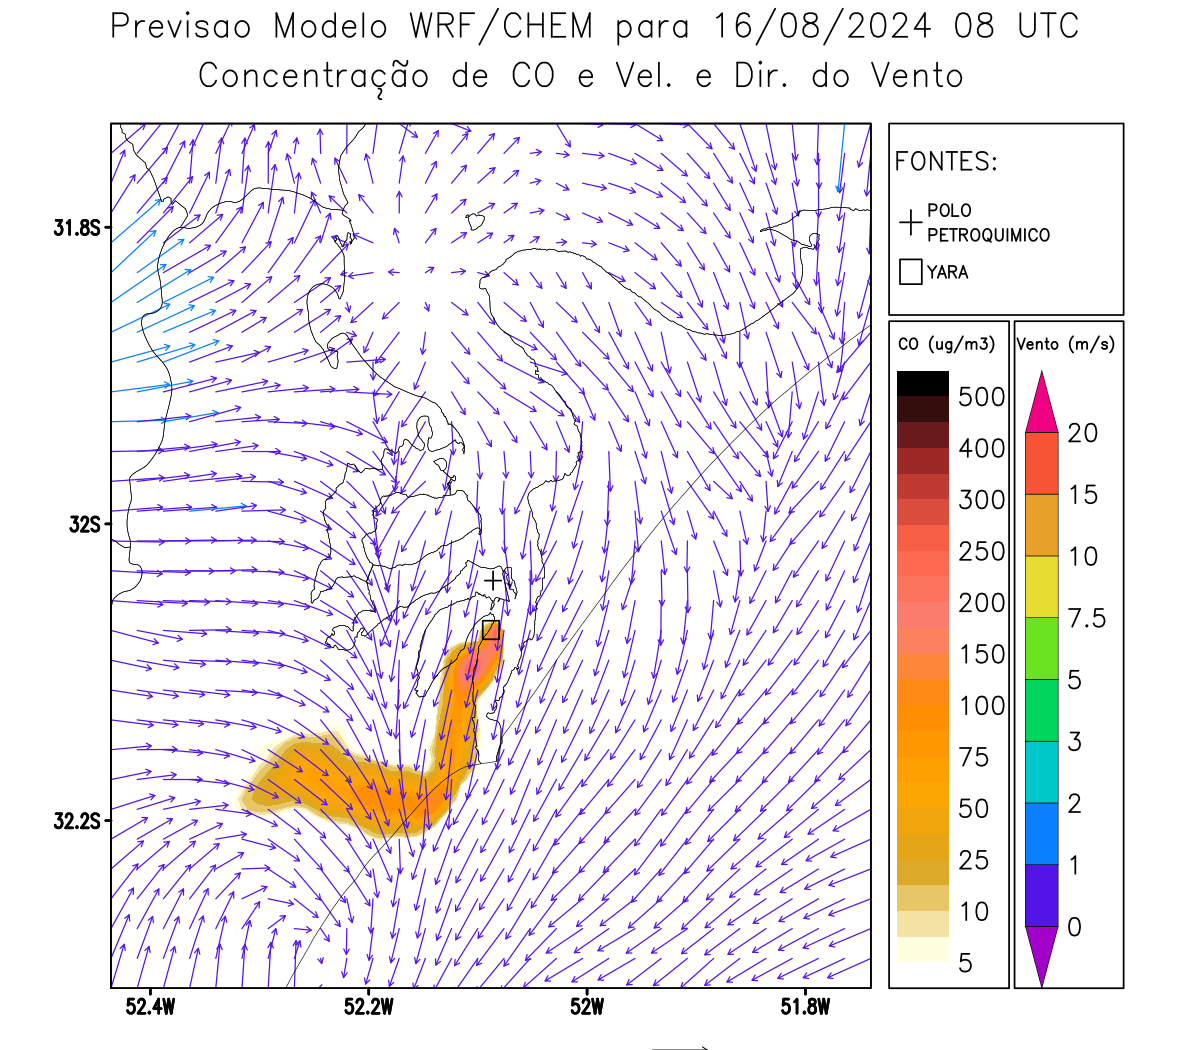 Previsao Modelo WRF/CHEM para 16/08/2024 08 UTC
Concentração de CO e Vel. e Dir. do Vento
FONTES:
POLO
PETROQUIMICO
YARA
CO (ug/m3)
500
400
300
250
200
150
100
75
50
25
10
5
Vento (m/s)
20
15
10
7.5
5
3
2
1
0
31.8S
32S
32.2S
52.4W
52.2W
52W
51.8W